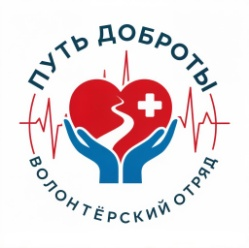 ПУТЬ ДОБРОТЫ
ВОЛОНТЁРСКИЙ ОТРЯД